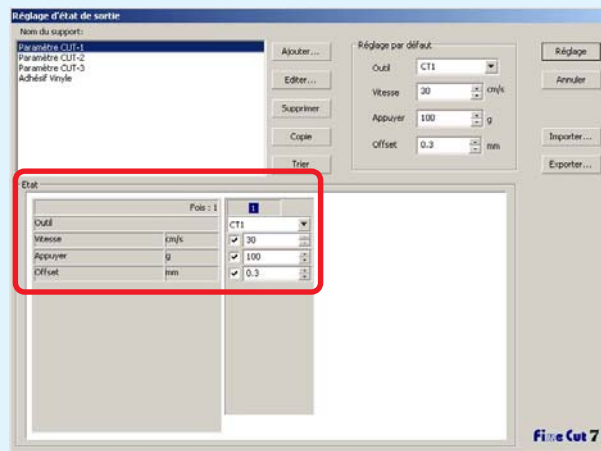 Réglage d'état de sortie
Nom du support:
Paramètre CUT-1
Paramètre CUT-2
Paramètre CUT-3
Adhésif Vinyle
Ajouter...
Editer...
Supprimer
Copie
Trier
Réglage par défaut
Outil CT1
Vitesse 30 cm/s
Appuyer 100 g
Offset 0.3 mm
Réglage
Annuler
Importer...
Exporter...
Etat
Fois : 1 1
Outil CT1
Vitesse cm/s 30
Appuyer g 100
Offset mm 0.3
Fine Cut 7